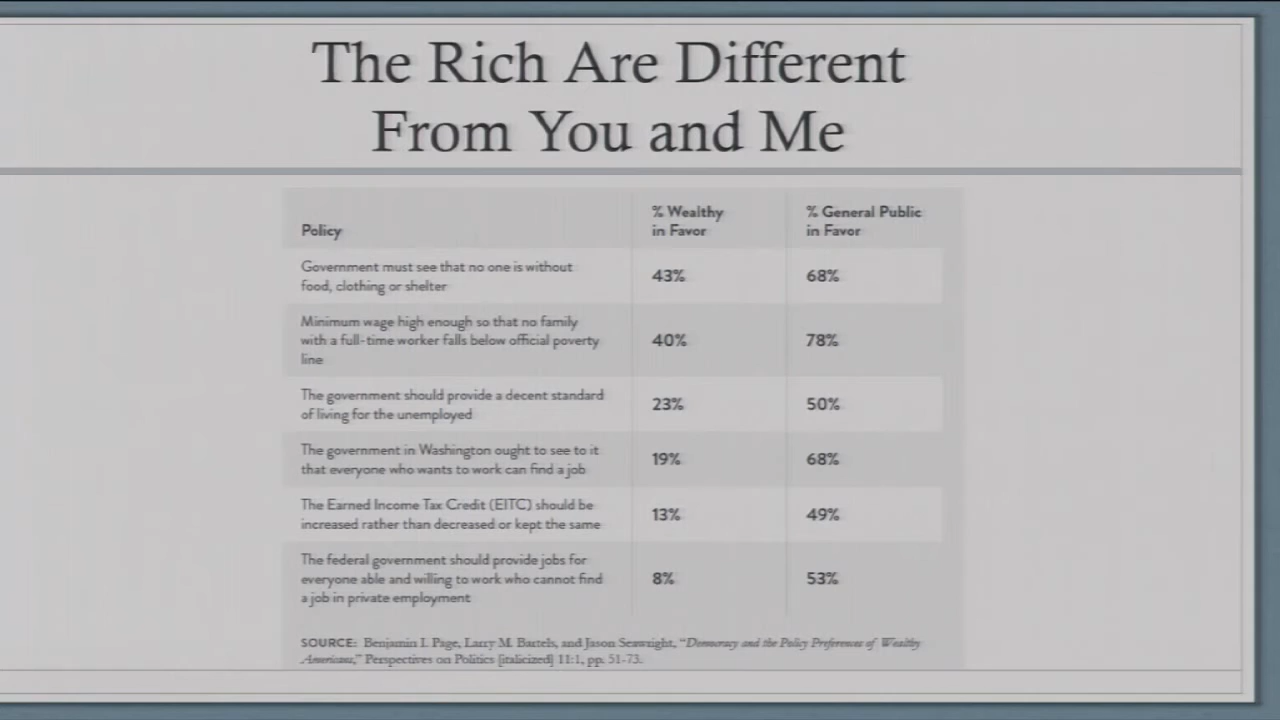 The Rich Are Different
From You and Me
Policy
% Wealthy
in Favor
% General Public
in Favor
Government must see that no one is without
food, clothing or shelter
43%
68%
Minimum wage high enough so that no family
with a full-time worker falls below official poverty
line
40%
78%
The government should provide a decent standard
of living for the unemployed
23%
50%
The government in Washington ought to see to it
that everyone who wants to work can find a job
19%
68%
The Earned Income Tax Credit (EITC) should be
increased rather than decreased or kept the same
13%
49%
The federal government should provide jobs for
everyone able and willing to work who cannot find
a job in private employment
8%
53%
SOURCE: Benjamin I. Page, Larry M. Bartels, and Jason Seawright, “Democracy and the Policy Preferences of Wealthy
Americans,” Perspectives on Politics [italicized] 11:1, pp. 51-73.